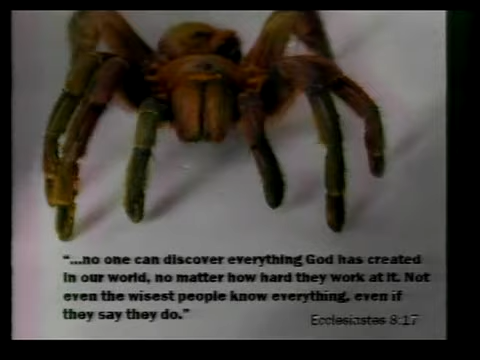 “...no one can discover everything God has created
in our world, no matter how hard they work at it. Not
even the wisest people know everything, even if
they say they do.”
Ecclesiastes 8:17